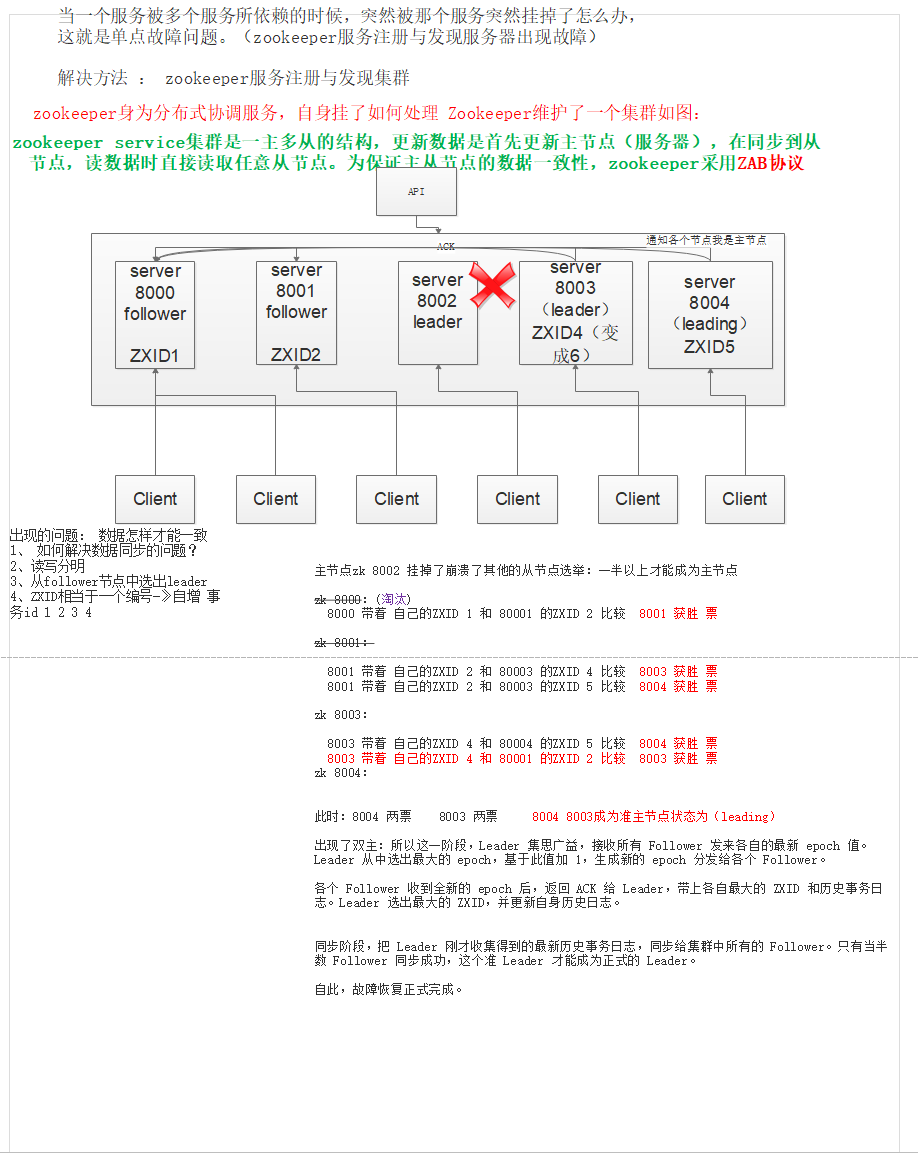 当一个服务被多个服务所依赖的时候，突然被那个服务突然挂掉了怎么办，
这就是单点故障问题。（zookeeper服务注册与发现服务器出现故障）
解决方法 ： zookeeper服务注册与发现集群
zookeeper身为分布式协调服务，自身挂了如何处理 Zookeeper维护了一个集群如图：
zookeeper service集群是一主多从的结构，更新数据是首先更新主节点（服务器），在同步到从
节点，读数据时直接读取任意从节点。为保证主从节点的数据一致性，zookeeper采用ZAB协议
API
ACK
通知各个节点我是主节点
server
8000
follower
ZXID1
server
8001
follower
ZXID2
server
8002
leader
server
8003
（leader）
ZXID4（变
成6）
server
8004
（leading）
ZXID5
Client
Client
Client
Client
Client
Client
出现的问题： 数据怎样才能一致
1、 如何解决数据同步的问题？
2、读写分明
3、从follower节点中选出leader
4、ZXID相当于一个编号->自增 事
务id 1 2 3 4
主节点zk 8002 挂掉了崩溃了其他的从节点选举：一半以上才能成为主节点
zk 8000：(淘汰)
8000 带着 自己的ZXID 1 和 80001 的ZXID 2 比较 8001 获胜 票
zk 8001：
8001 带着 自己的ZXID 2 和 80003 的ZXID 4 比较 8003 获胜 票
8001 带着 自己的ZXID 2 和 80003 的ZXID 5 比较 8004 获胜 票
zk 8003：
8003 带着 自己的ZXID 4 和 80004 的ZXID 5 比较 8004 获胜 票
8003 带着 自己的ZXID 4 和 80001 的ZXID 2 比较 8003 获胜 票
zk 8004：
此时：8004 两票 8003 两票 8004 8003成为准主节点状态为（leading）
出现了双主：所以这一阶段，Leader 集思广益，接收所有 Follower 发来各自的最新 epoch 值。
Leader 从中选出最大的 epoch，基于此值加 1，生成新的 epoch 分发给各个 Follower。
各个 Follower 收到全新的 epoch 后，返回 ACK 给 Leader，带上各自最大的 ZXID 和历史事务日
志。Leader 选出最大的 ZXID，并更新自身历史日志。
同步阶段，把 Leader 刚才收集得到的最新历史事务日志，同步给集群中所有的 Follower。只有当半
数 Follower 同步成功，这个准 Leader 才能成为正式的 Leader。
自此，故障恢复正式完成。